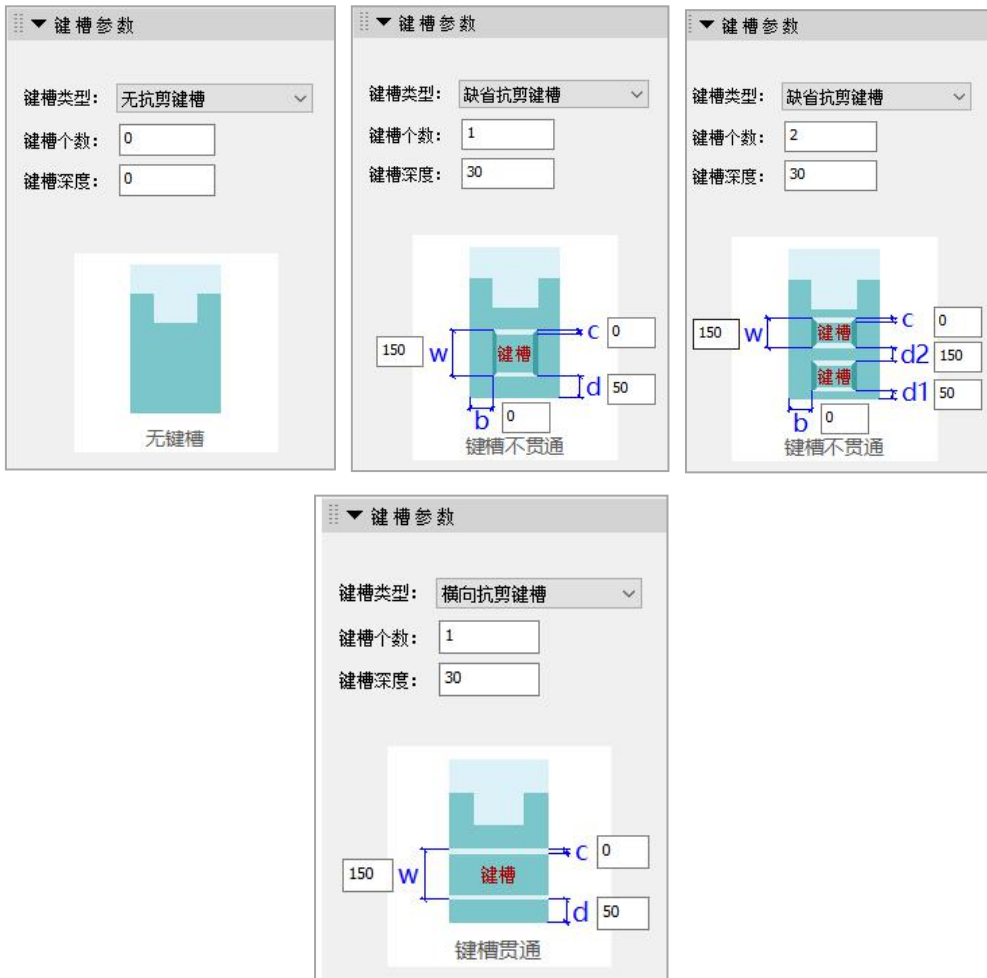 键槽参数
键槽类型： 无抗剪键槽
键槽个数： 0
键槽深度： 0
无键槽
键槽参数
键槽类型： 缺省抗剪键槽
键槽个数： 1
键槽深度： 30
c 0
150 w 键槽
d 50
b 0
键槽不贯通
键槽参数
键槽类型： 缺省抗剪键槽
键槽个数： 2
键槽深度： 30
c 0
150 w 键槽
d2 150
键槽
d1 50
b 0
键槽不贯通
键槽参数
键槽类型： 横向抗剪键槽
键槽个数： 1
键槽深度： 30
c 0
150 w 键槽
d 50
键槽贯通